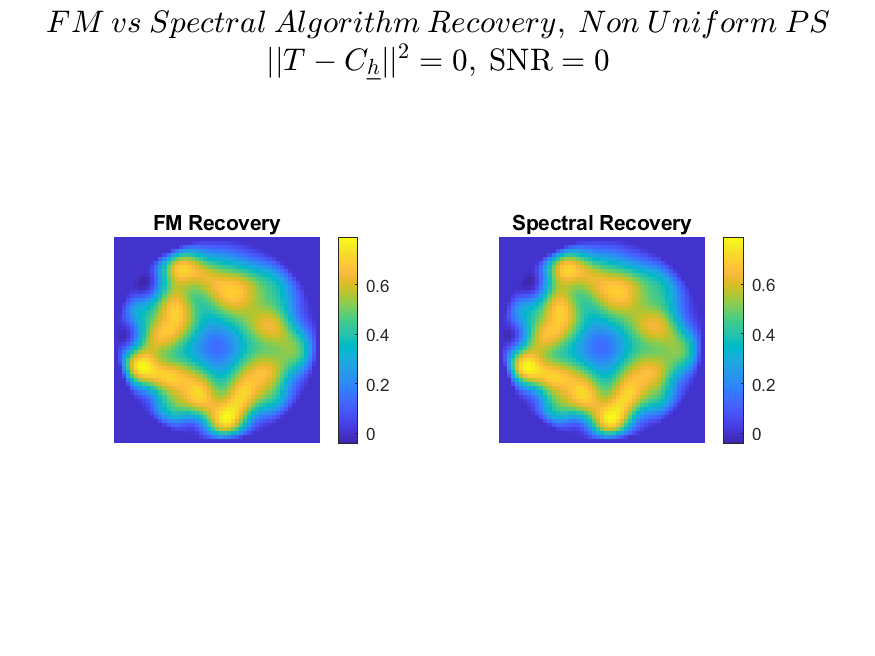 FM vs Spectral Algorithm Recovery, Non Uniform PS
||T − C_h||² = 0, SNR = 0
FM Recovery
0.6
0.4
0.2
0
Spectral Recovery
0.6
0.4
0.2
0